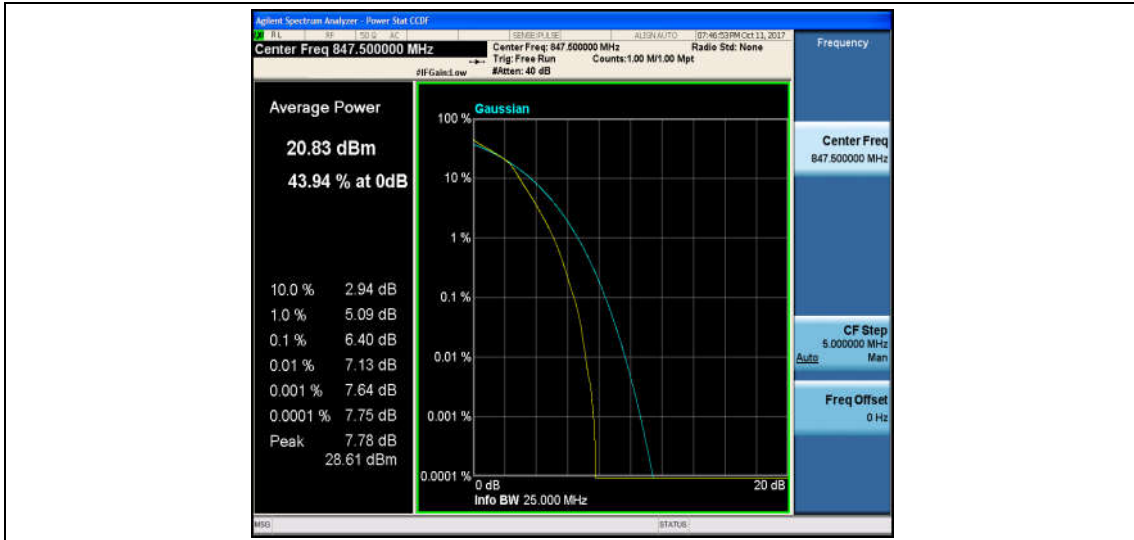 Agilent Spectrum Analyzer - Power Stat CCDF
RL RF 50 Ω AC SENSE:PULSE ALIGNAUTO 07:46:53PM Oct 11, 2017
Center Freq 847.500000 MHz
Center Freq: 847.500000 MHz Radio Std: None
Trig: Free Run Counts:1.00 M/1.00 Mpt
#IFGain:Low #Atten: 40 dB
Frequency
Average Power
20.83 dBm
43.94 % at 0dB
10.0 % 2.94 dB
1.0 % 5.09 dB
0.1 % 6.40 dB
0.01 % 7.13 dB
0.001 % 7.64 dB
0.0001 % 7.75 dB
Peak 7.78 dB
28.61 dBm
Gaussian
100 %
10 %
1 %
0.1 %
0.01 %
0.001 %
0.0001 %
0 dB 20 dB
Info BW 25.000 MHz
Center Freq
847.500000 MHz
CF Step
5.000000 MHz
Auto Man
Freq Offset
0 Hz
MSG STATUS